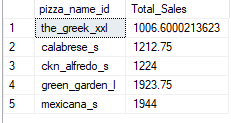 pizza_name_id Total_Sales
1 the_greek_xxl 1006.6000213623
2 calabrese_s 1212.75
3 ckn_alfredo_s 1224
4 green_garden_l 1923.75
5 mexicana_s 1944